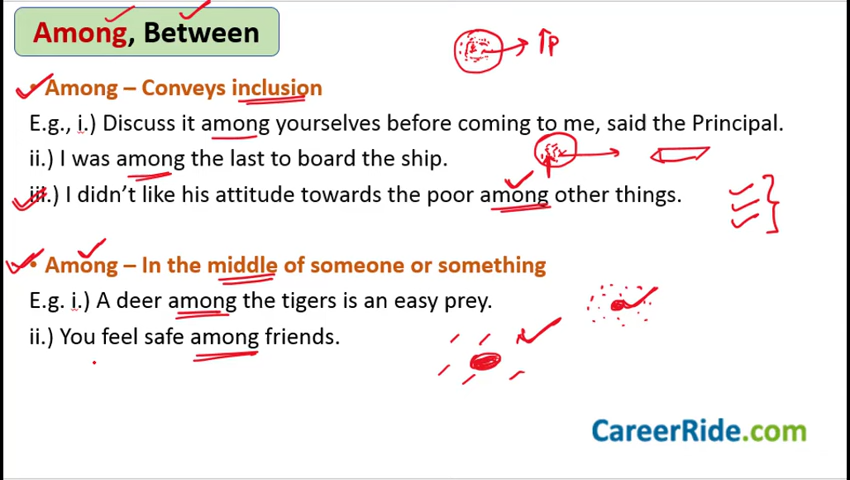 Among, Between
• Among – Conveys inclusion
E.g., i.) Discuss it among yourselves before coming to me, said the Principal.
↑P
ii.) I was among the last to board the ship.
iii.) I didn't like his attitude towards the poor among other things.
• Among – In the middle of someone or something
E.g. i.) A deer among the tigers is an easy prey.
ii.) You feel safe among friends.
CareerRide.com